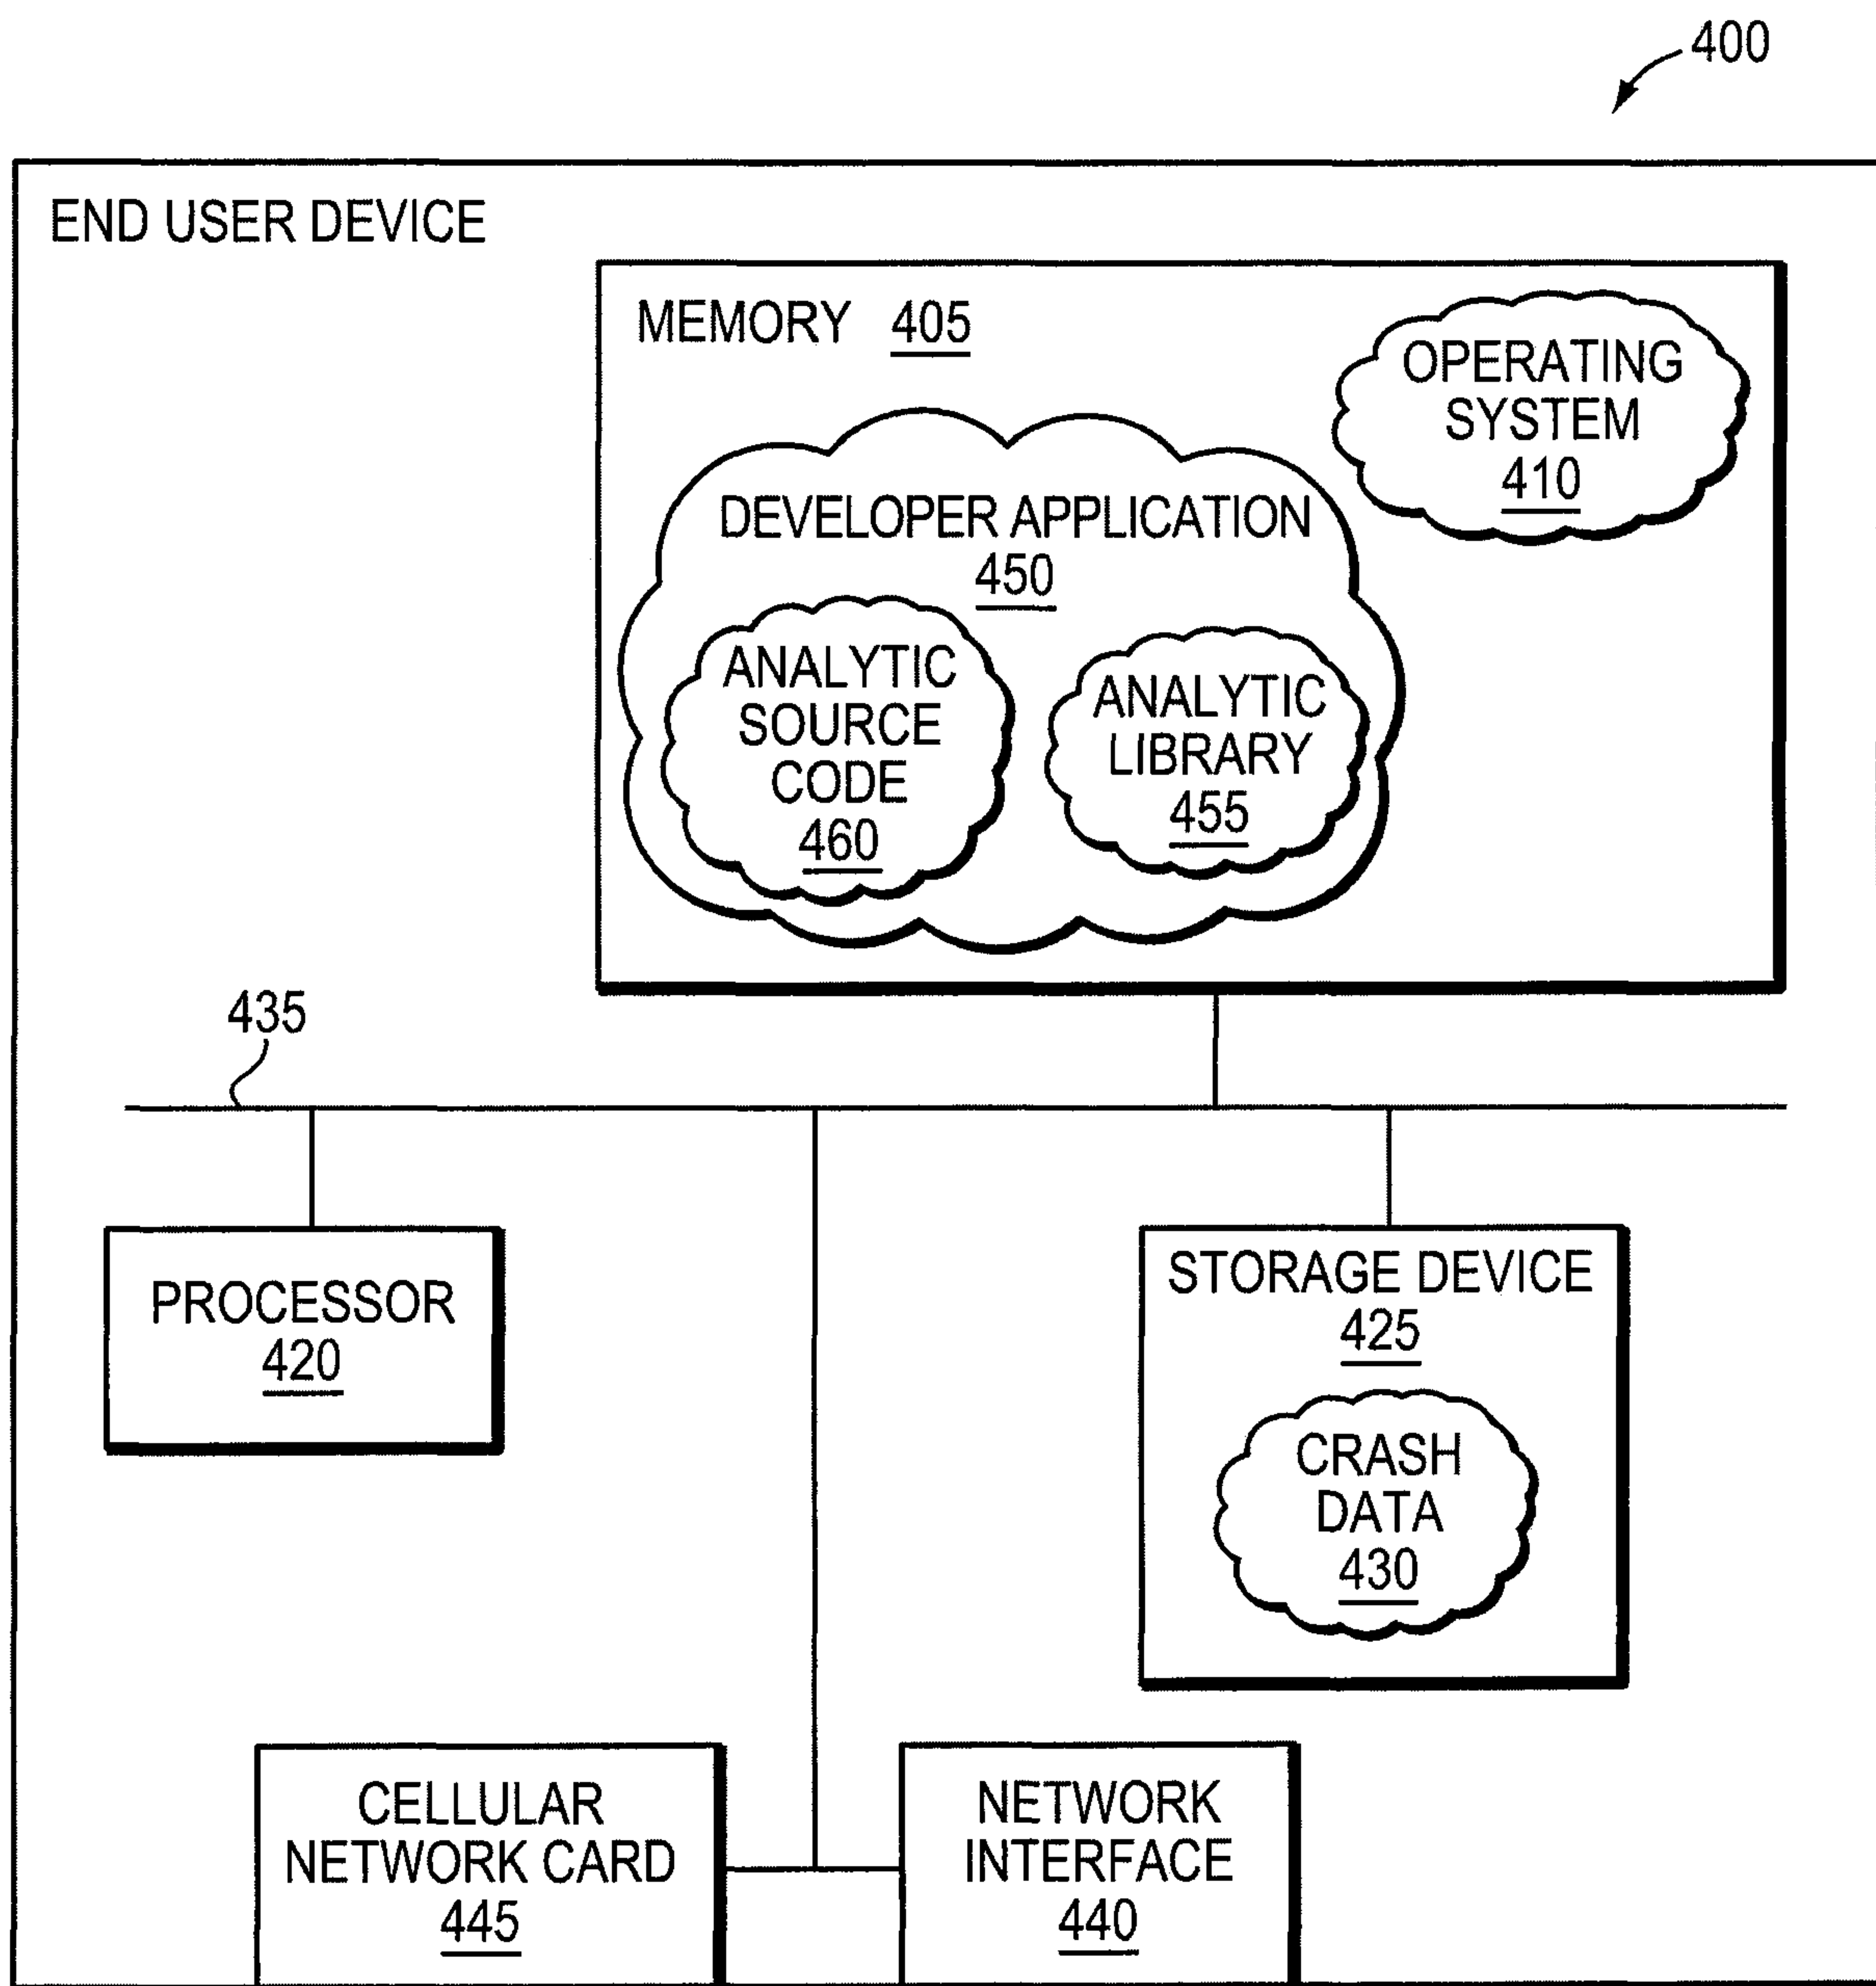 400
END USER DEVICE
MEMORY 405
OPERATING
SYSTEM
410
DEVELOPER APPLICATION
450
ANALYTIC
SOURCE
CODE
460
ANALYTIC
LIBRARY
455
435
PROCESSOR
420
STORAGE DEVICE
425
CRASH
DATA
430
CELLULAR
NETWORK CARD
445
NETWORK
INTERFACE
440